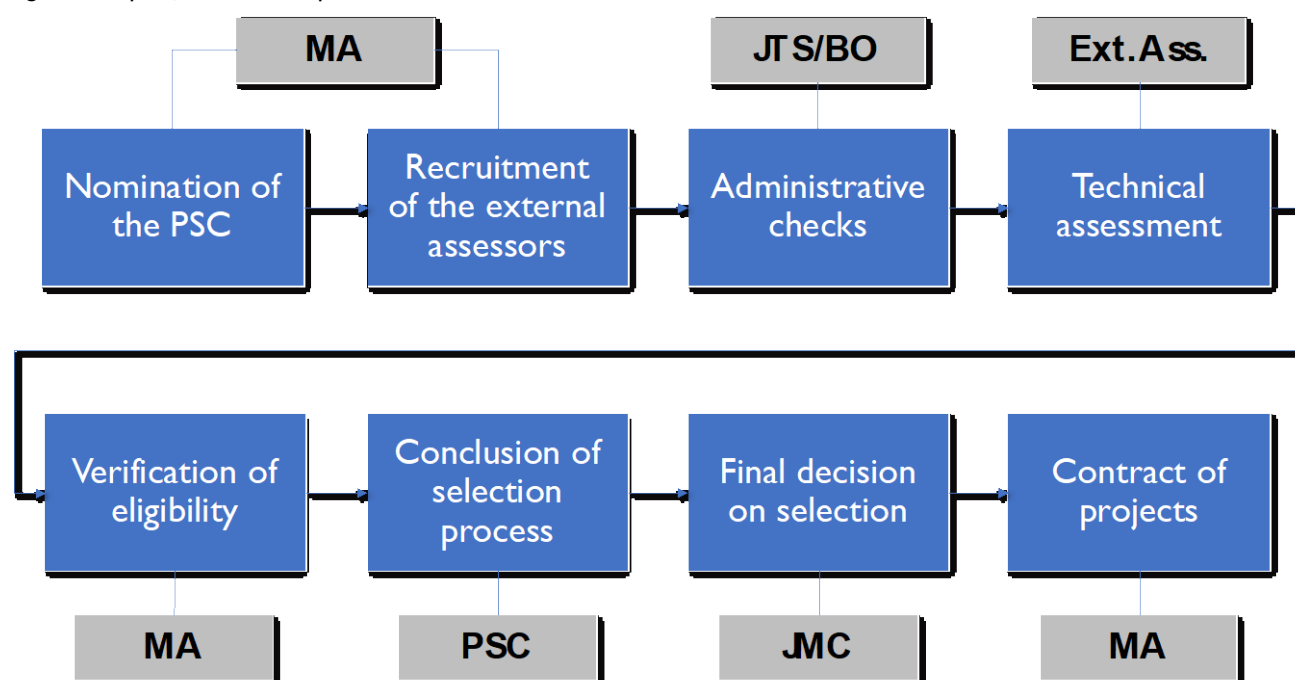 MA
JTS/BO
Ext.Ass.
Nomination of
the PSC
Recruitment
of the external
assessors
Administrative
checks
Technical
assessment
Verification of
eligibility
Conclusion of
selection
process
Final decision
on selection
Contract of
projects
MA
PSC
JMC
MA